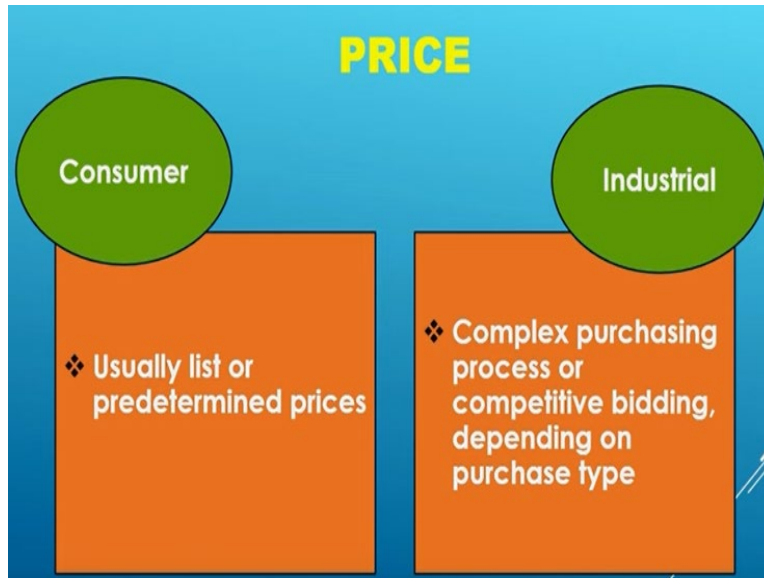 PRICE
Consumer
Industrial
❖ Usually list or
predetermined prices
❖ Complex purchasing
process or
competitive bidding,
depending on
purchase type